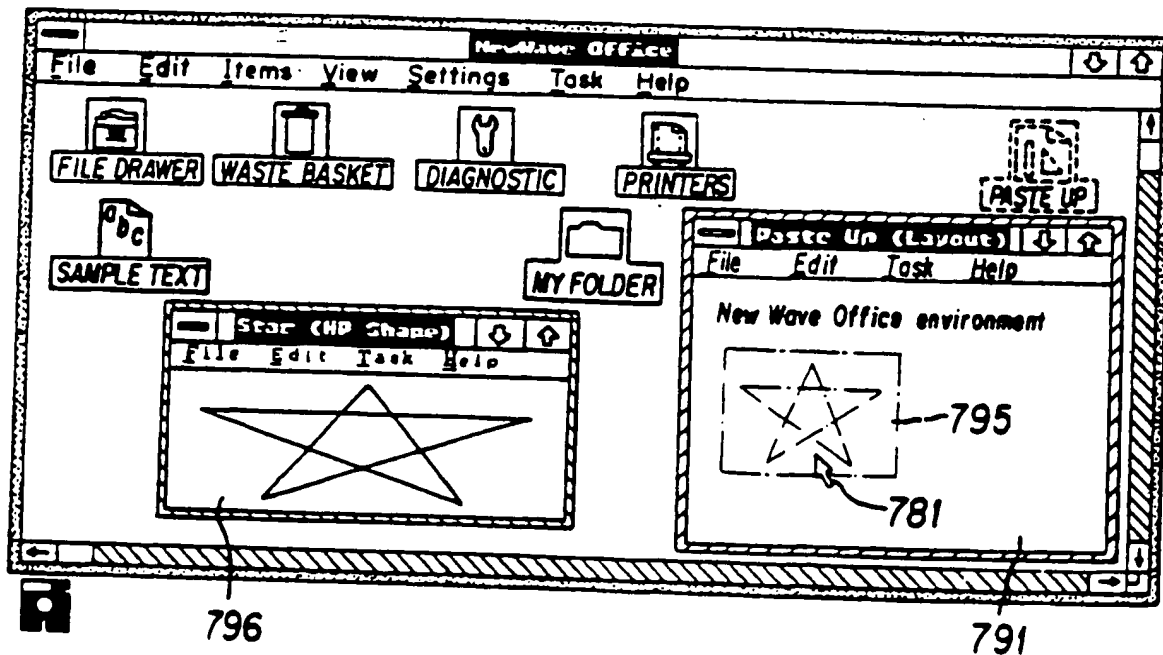 NewWave Office
File Edit Items View Settings Task Help
FILE DRAWER WASTE BASKET DIAGNOSTIC PRINTERS PASTE UP
abc
SAMPLE TEXT MY FOLDER
Paste Up (Layout)
File Edit Task Help
New Wave Office environment
Star (HP Shape)
File Edit Task Help
795
781
796
791